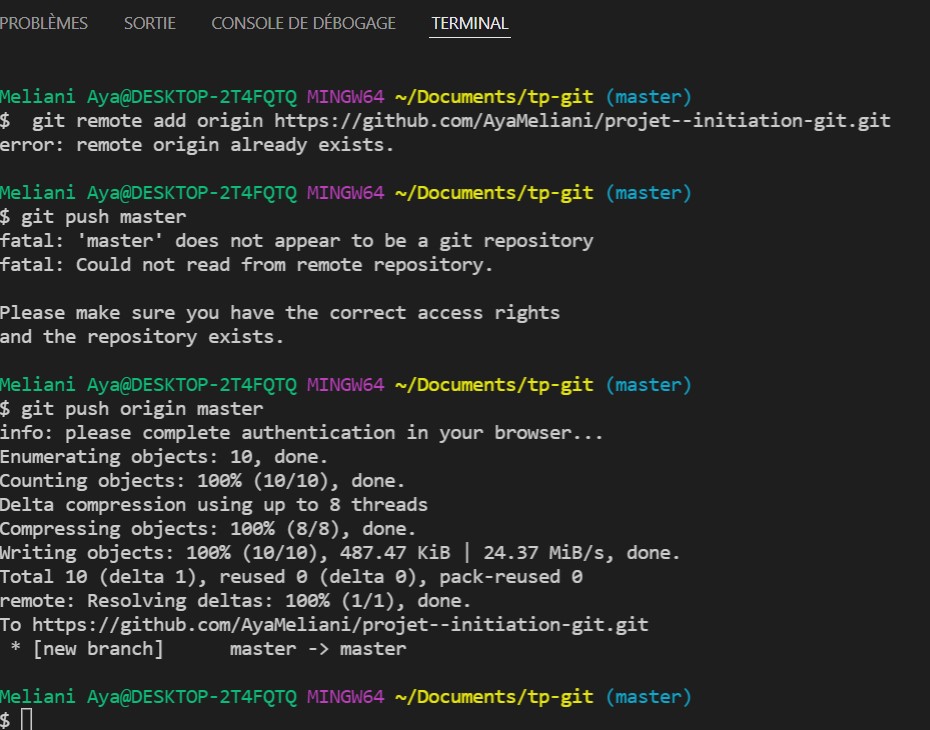 PROBLÈMES SORTIE CONSOLE DE DÉBOGAGE TERMINAL
Meliani Aya@DESKTOP-2T4FQTQ MINGW64 ~/Documents/tp-git (master)
$  git remote add origin https://github.com/AyaMeliani/projet--initiation-git.git
error: remote origin already exists.
Meliani Aya@DESKTOP-2T4FQTQ MINGW64 ~/Documents/tp-git (master)
$ git push master
fatal: 'master' does not appear to be a git repository
fatal: Could not read from remote repository.
Please make sure you have the correct access rights
and the repository exists.
Meliani Aya@DESKTOP-2T4FQTQ MINGW64 ~/Documents/tp-git (master)
$ git push origin master
info: please complete authentication in your browser...
Enumerating objects: 10, done.
Counting objects: 100% (10/10), done.
Delta compression using up to 8 threads
Compressing objects: 100% (8/8), done.
Writing objects: 100% (10/10), 487.47 KiB | 24.37 MiB/s, done.
Total 10 (delta 1), reused 0 (delta 0), pack-reused 0
remote: Resolving deltas: 100% (1/1), done.
To https://github.com/AyaMeliani/projet--initiation-git.git
 * [new branch]      master -> master
Meliani Aya@DESKTOP-2T4FQTQ MINGW64 ~/Documents/tp-git (master)
$